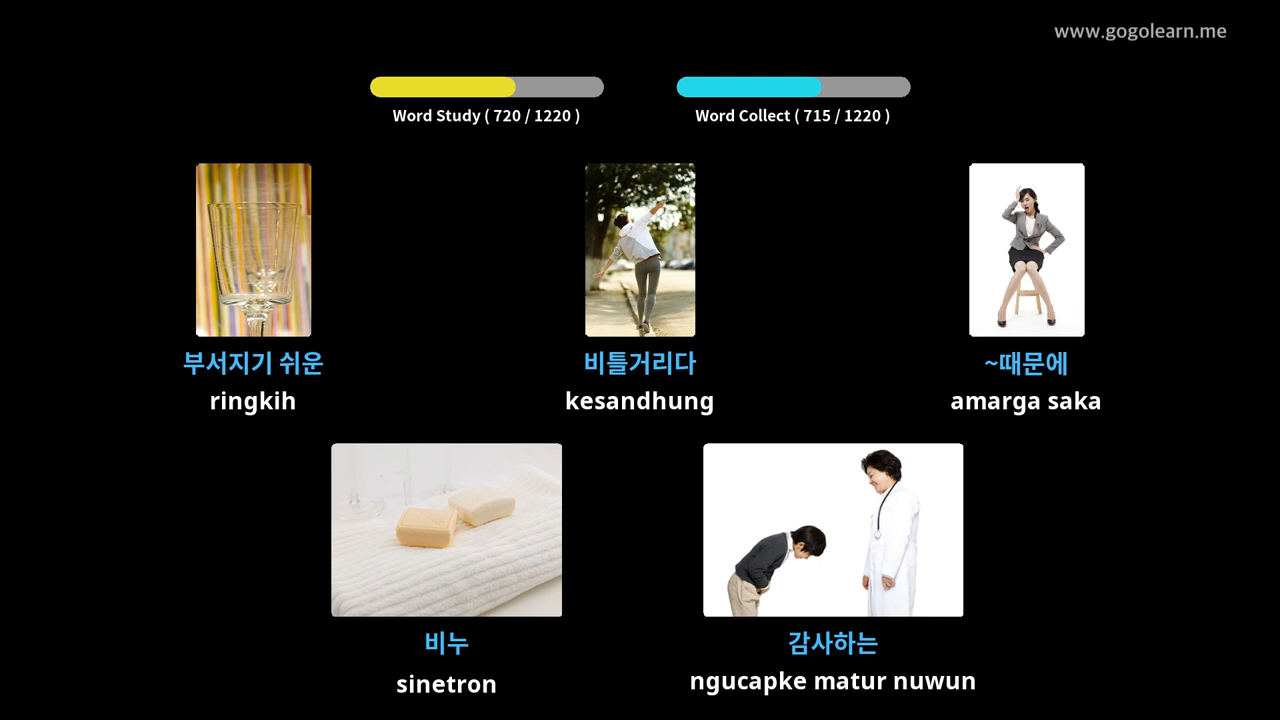 www.gogolearn.me
Word Study ( 720 / 1220 )
Word Collect ( 715 / 1220 )
부서지기 쉬운
ringkih
비틀거리다
kesandhung
~때문에
amarga saka
비누
sinetron
감사하는
ngucapke matur nuwun